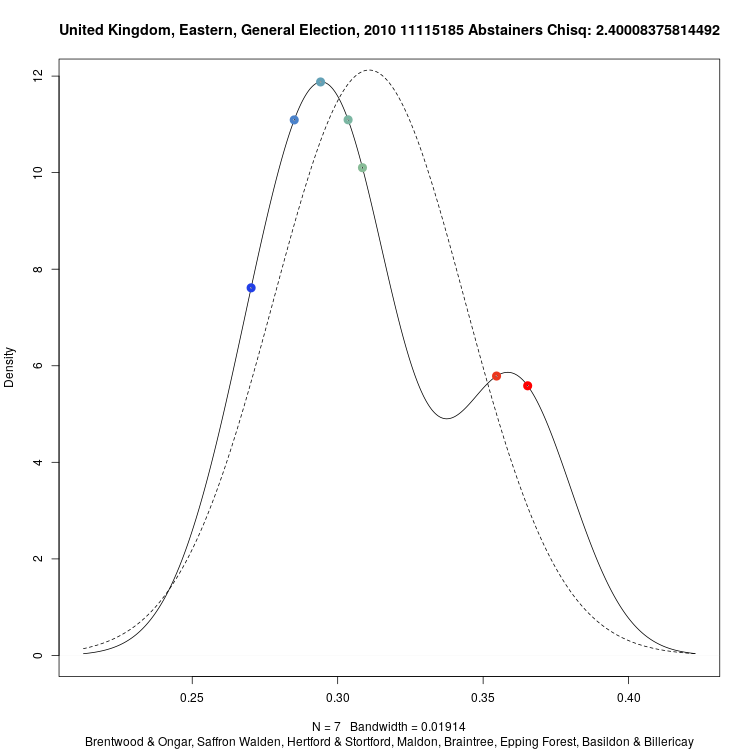 United Kingdom, Eastern, General Election, 2010 11115185 Abstainers Chisq: 2.40008375814492
12
10
8
6
4
2
0
Density
0.25 0.30 0.35 0.40
N = 7 Bandwidth = 0.01914
Brentwood & Ongar, Saffron Walden, Hertford & Stortford, Maldon, Braintree, Epping Forest, Basildon & Billericay